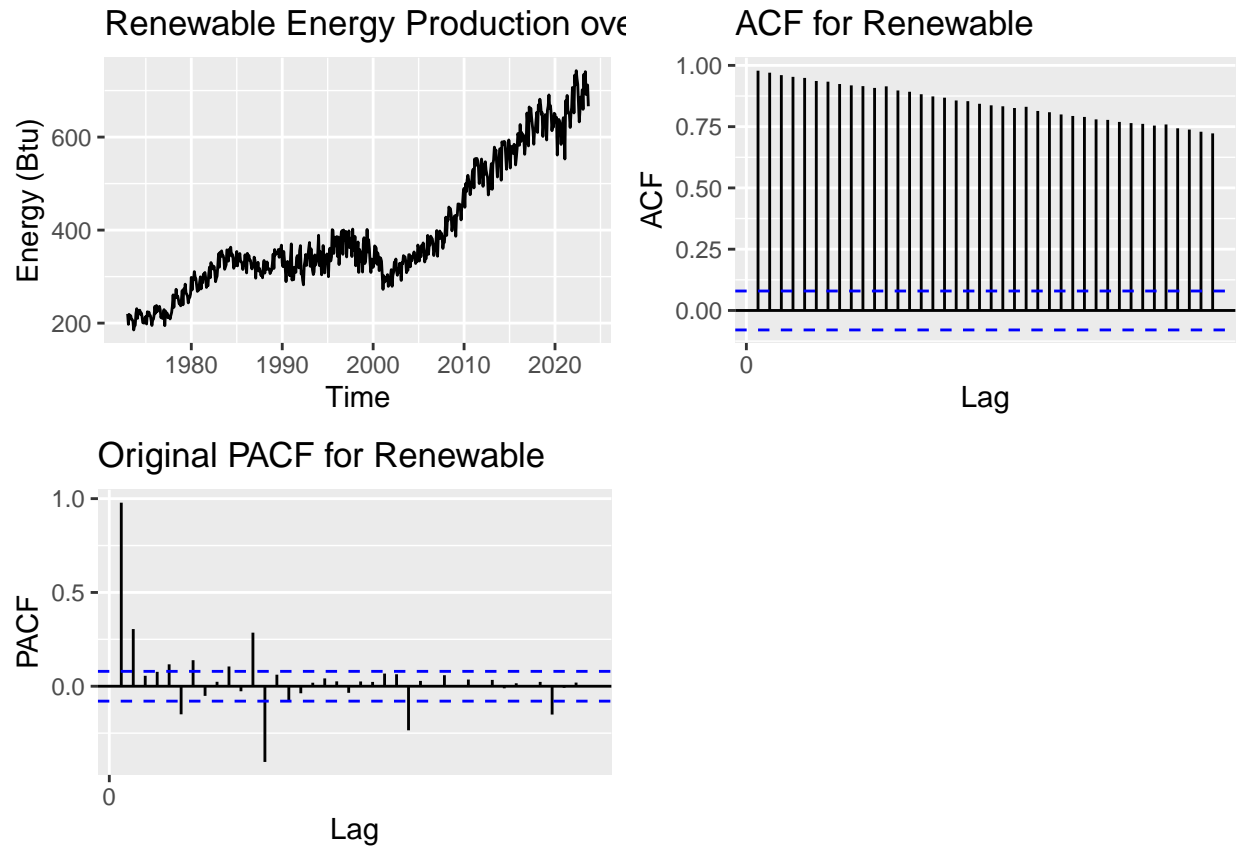 Renewable Energy Production ove
Energy (Btu)
600
400
200
1980 1990 2000 2010 2020
Time
ACF for Renewable
ACF
1.00
0.75
0.50
0.25
0.00
0
Lag
Original PACF for Renewable
PACF
1.0
0.5
0.0
0
Lag